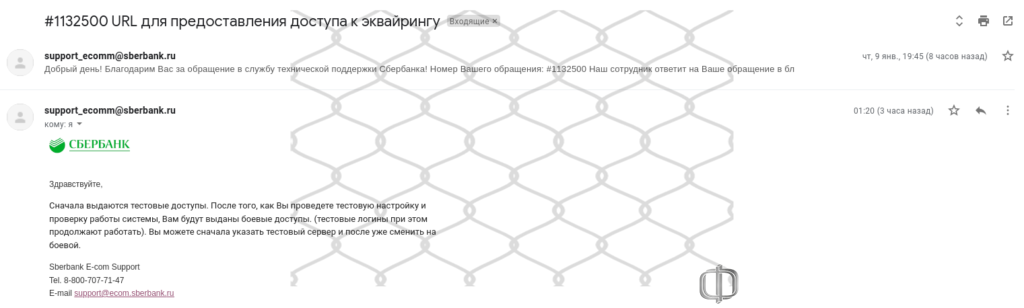 #1132500 URL для предоставления доступа к эквайрингу Входящие ×
support_ecomm@sberbank.ru чт, 9 янв., 19:45 (8 часов назад)
Добрый день! Благодарим Вас за обращение в службу технической поддержки Сбербанка! Номер Вашего обращения: #1132500 Наш сотрудник ответит на Ваше обращение в бл
support_ecomm@sberbank.ru 01:20 (3 часа назад)
кому: я
СБЕРБАНК
Здравствуйте,
Сначала выдаются тестовые доступы. После того, как Вы проведете тестовую настройку и
проверку работы системы, Вам будут выданы боевые доступы. (тестовые логины при этом
продолжают работать). Вы можете сначала указать тестовый сервер и после уже сменить на
боевой.
Sberbank E-com Support
Tel. 8-800-707-71-47
E-mail support@ecom.sberbank.ru